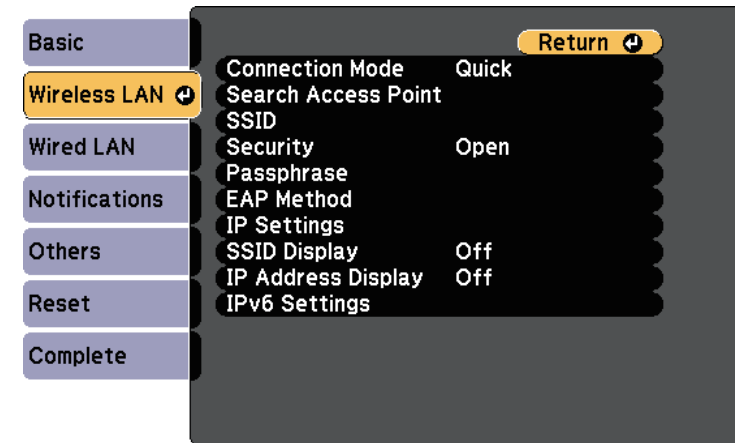 Basic
Wireless LAN
Wired LAN
Notifications
Others
Reset
Complete
Return
Connection Mode Quick
Search Access Point
SSID
Security Open
Passphrase
EAP Method
IP Settings
SSID Display Off
IP Address Display Off
IPv6 Settings